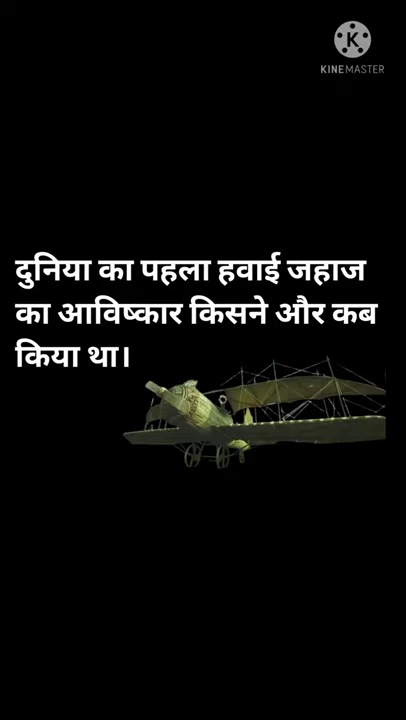 KINEMASTER
दुनिया का पहला हवाई जहाज
का आविष्कार किसने और कब
किया था।